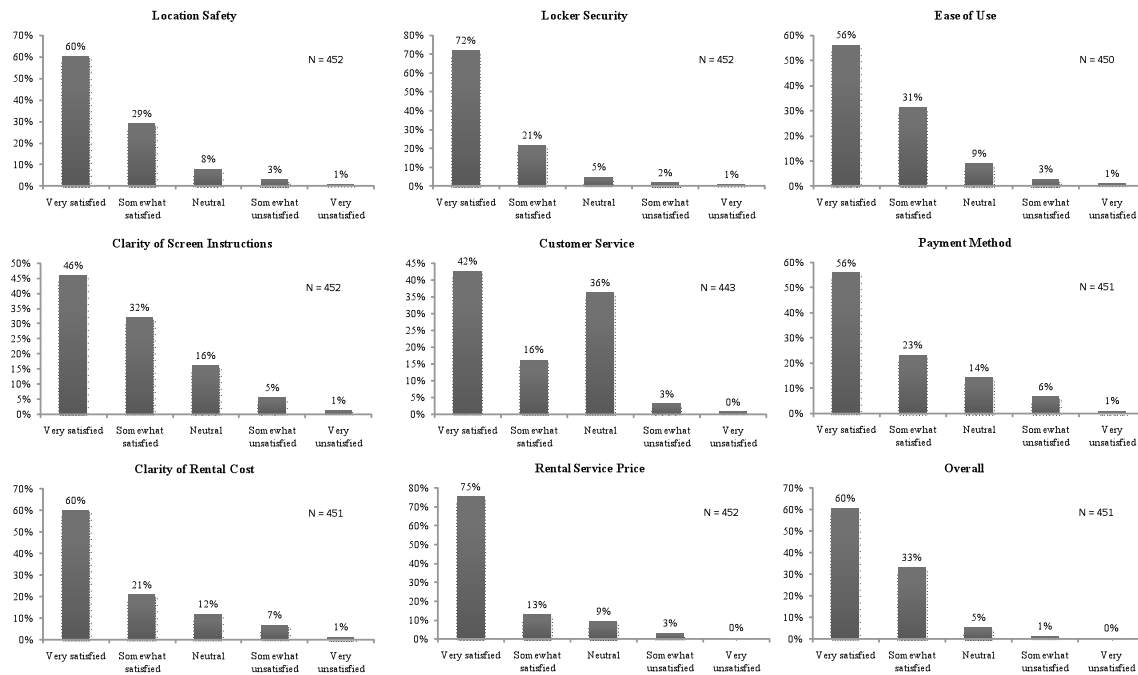 Location Safety
70%
60%
50%
40%
30%
20%
10%
0%
60%
29%
8%
3%
1%
N = 452
Very satisfied
Somewhat satisfied
Neutral
Somewhat unsatisfied
Very unsatisfied
Locker Security
80%
70%
60%
50%
40%
30%
20%
10%
0%
72%
21%
5%
2%
1%
N = 452
Very satisfied
Somewhat satisfied
Neutral
Somewhat unsatisfied
Very unsatisfied
Ease of Use
60%
50%
40%
30%
20%
10%
0%
56%
31%
9%
3%
1%
N = 450
Very satisfied
Somewhat satisfied
Neutral
Somewhat unsatisfied
Very unsatisfied
Clarity of Screen Instructions
50%
45%
40%
35%
30%
25%
20%
15%
10%
5%
0%
46%
32%
16%
5%
1%
N = 452
Very satisfied
Somewhat satisfied
Neutral
Somewhat unsatisfied
Very unsatisfied
Customer Service
45%
40%
35%
30%
25%
20%
15%
10%
5%
0%
42%
16%
36%
3%
0%
N = 443
Very satisfied
Somewhat satisfied
Neutral
Somewhat unsatisfied
Very unsatisfied
Payment Method
60%
50%
40%
30%
20%
10%
0%
56%
23%
14%
6%
1%
N = 451
Very satisfied
Somewhat satisfied
Neutral
Somewhat unsatisfied
Very unsatisfied
Clarity of Rental Cost
70%
60%
50%
40%
30%
20%
10%
0%
60%
21%
12%
7%
1%
N = 451
Very satisfied
Somewhat satisfied
Neutral
Somewhat unsatisfied
Very unsatisfied
Rental Service Price
80%
70%
60%
50%
40%
30%
20%
10%
0%
75%
13%
9%
3%
0%
N = 452
Very satisfied
Somewhat satisfied
Neutral
Somewhat unsatisfied
Very unsatisfied
Overall
70%
60%
50%
40%
30%
20%
10%
0%
60%
33%
5%
1%
0%
N = 451
Very satisfied
Somewhat satisfied
Neutral
Somewhat unsatisfied
Very unsatisfied